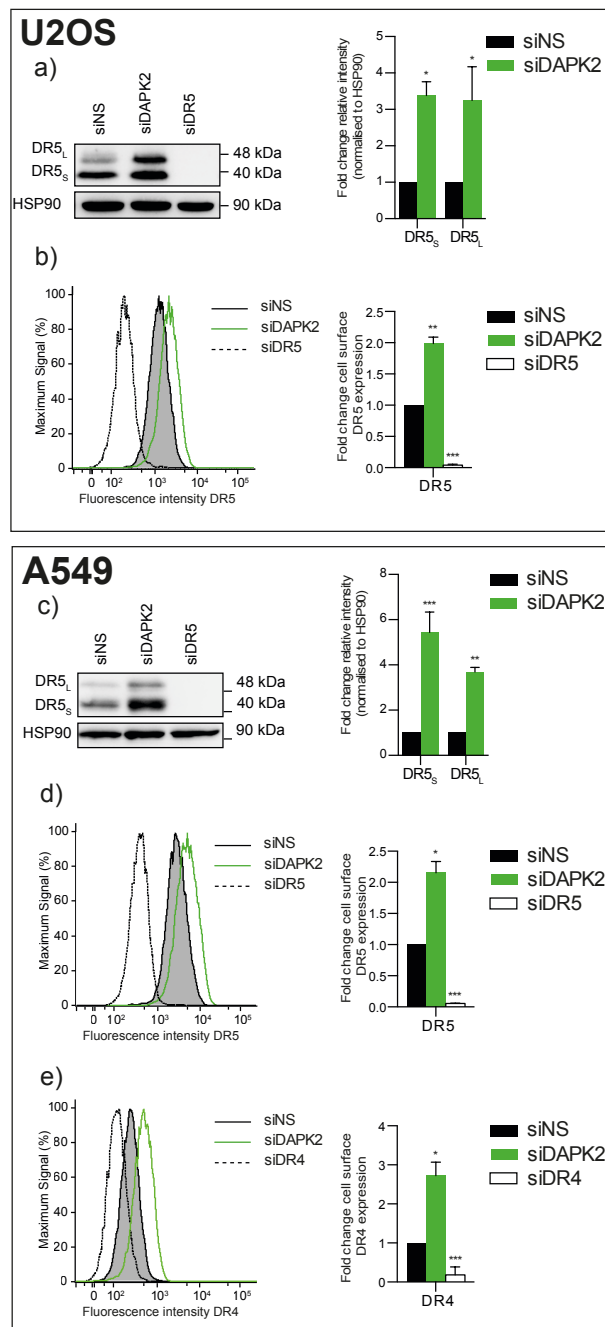 U2OS
a)
siNS
siDAPK2
siDR5
DR5L
DR5S
HSP90
48 kDa
40 kDa
90 kDa
Fold change relative intensity
(normalised to HSP90)
5
4
3
2
1
0
*
*
DR5S
DR5L
siNS
siDAPK2
b)
Maximum Signal (%)
100
80
60
40
20
0
0
10²
10³
10⁴
10⁵
Fluorescence intensity DR5
siNS
siDAPK2
siDR5
Fold change cell surface
DR5 expression
2.5
2.0
1.5
1.0
0.5
0.0
**
***
DR5
siNS
siDAPK2
siDR5
A549
c)
siNS
siDAPK2
siDR5
DR5L
DR5S
HSP90
48 kDa
40 kDa
90 kDa
Fold change relative intensity
(normalised to HSP90)
8
6
4
2
0
***
**
DR5S
DR5L
siNS
siDAPK2
d)
Maximum Signal (%)
100
80
60
40
20
0
0
10²
10³
10⁴
10⁵
Fluorescence intensity DR5
siNS
siDAPK2
siDR5
Fold change cell surface
DR5 expression
2.5
2.0
1.5
1.0
0.5
0.0
*
***
DR5
siNS
siDAPK2
siDR5
e)
Maximum Signal (%)
100
80
60
40
20
0
0
10²
10³
10⁴
10⁵
Fluorescence intensity DR4
siNS
siDAPK2
siDR4
Fold change cell surface
DR4 expression
4
3
2
1
0
*
***
DR4
siNS
siDAPK2
siDR4